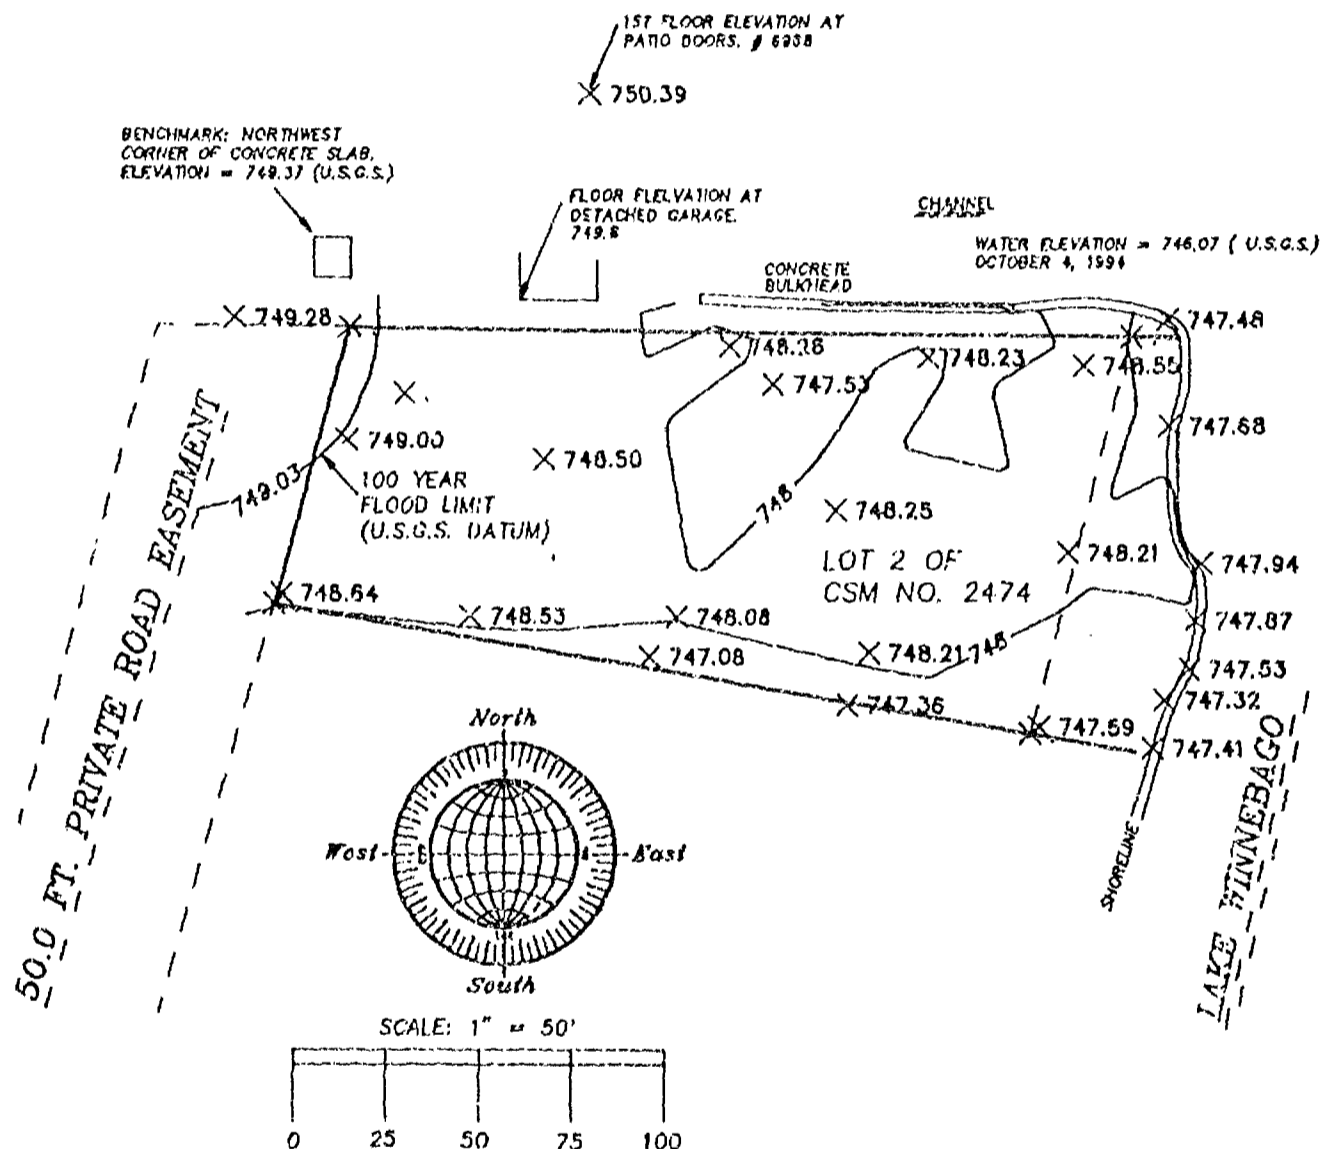 1ST FLOOR ELEVATION AT
PATIO DOORS. # 6938
750.39
BENCHMARK: NORTHWEST
CORNER OF CONCRETE SLAB.
ELEVATION = 749.37 (U.S.G.S.)
FLOOR FLELVATION AT
DETACHED GARAGE.
749.8
CHANNEL
WATER ELEVATION = 746.07 ( U.S.G.S.)
OCTOBER 4, 1994
CONCRETE
BULKHEAD
749.28
747.48
748.23
748.55
747.53
747.68
749.00
748.50
749.03
100 YEAR
FLOOD LIMIT
(U.S.G.S. DATUM)
748
748.25
LOT 2 OF
CSM NO. 2474
748.21
747.94
748.64
748.53
748.08
747.87
747.08
748.21
748
747.53
747.36
747.32
747.59
747.41
50.0 FT. PRIVATE ROAD EASEMENT
North
West
East
South
SHORELINE
LAKE WINNEBAGO
SCALE: 1" = 50'
0 25 50 75 100